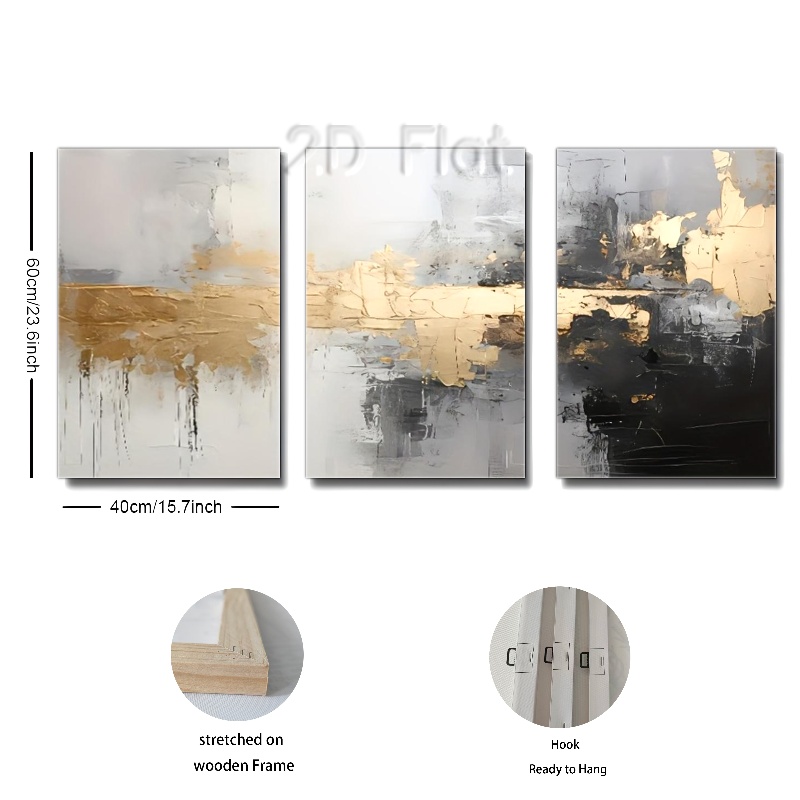 2D Flat
60cm/23.6inch
40cm/15.7inch
stretched on
wooden Frame
Hook
Ready to Hang